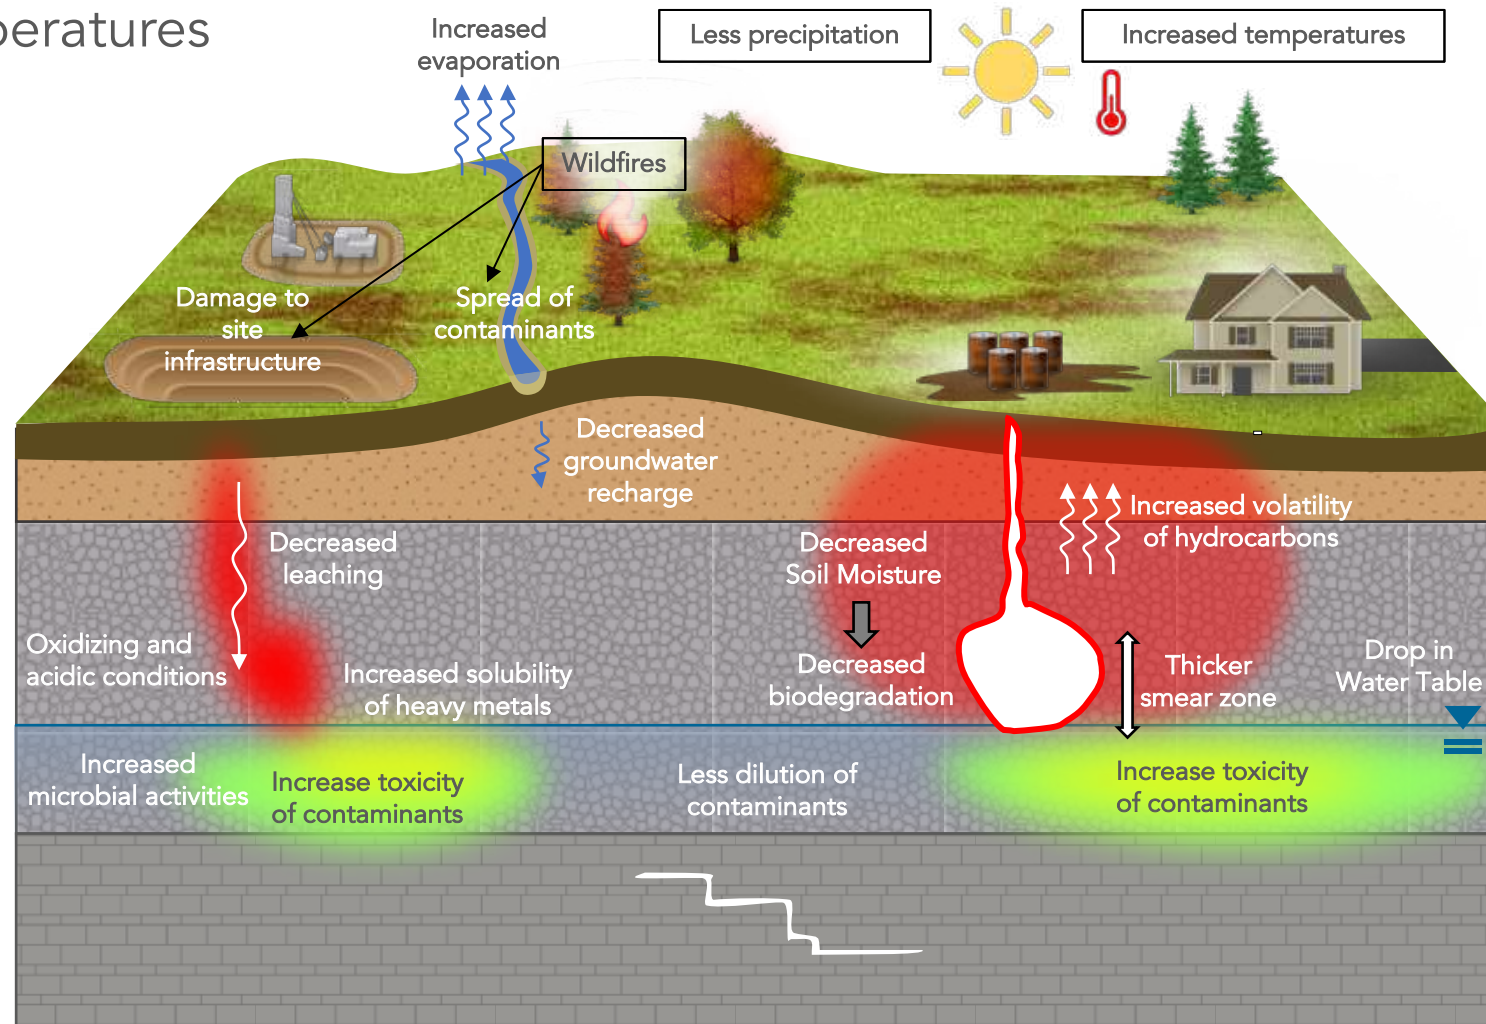 peratures
Increased
evaporation
Less precipitation
Increased temperatures
Wildfires
Damage to
site
infrastructure
Spread of
contaminants
Decreased
groundwater
recharge
Increased volatility
of hydrocarbons
Decreased
leaching
Decreased
Soil Moisture
Oxidizing and
acidic conditions
Increased solubility
of heavy metals
Decreased
biodegradation
Thicker
smear zone
Drop in
Water Table
Increased
microbial activities
Increase toxicity
of contaminants
Less dilution of
contaminants
Increase toxicity
of contaminants